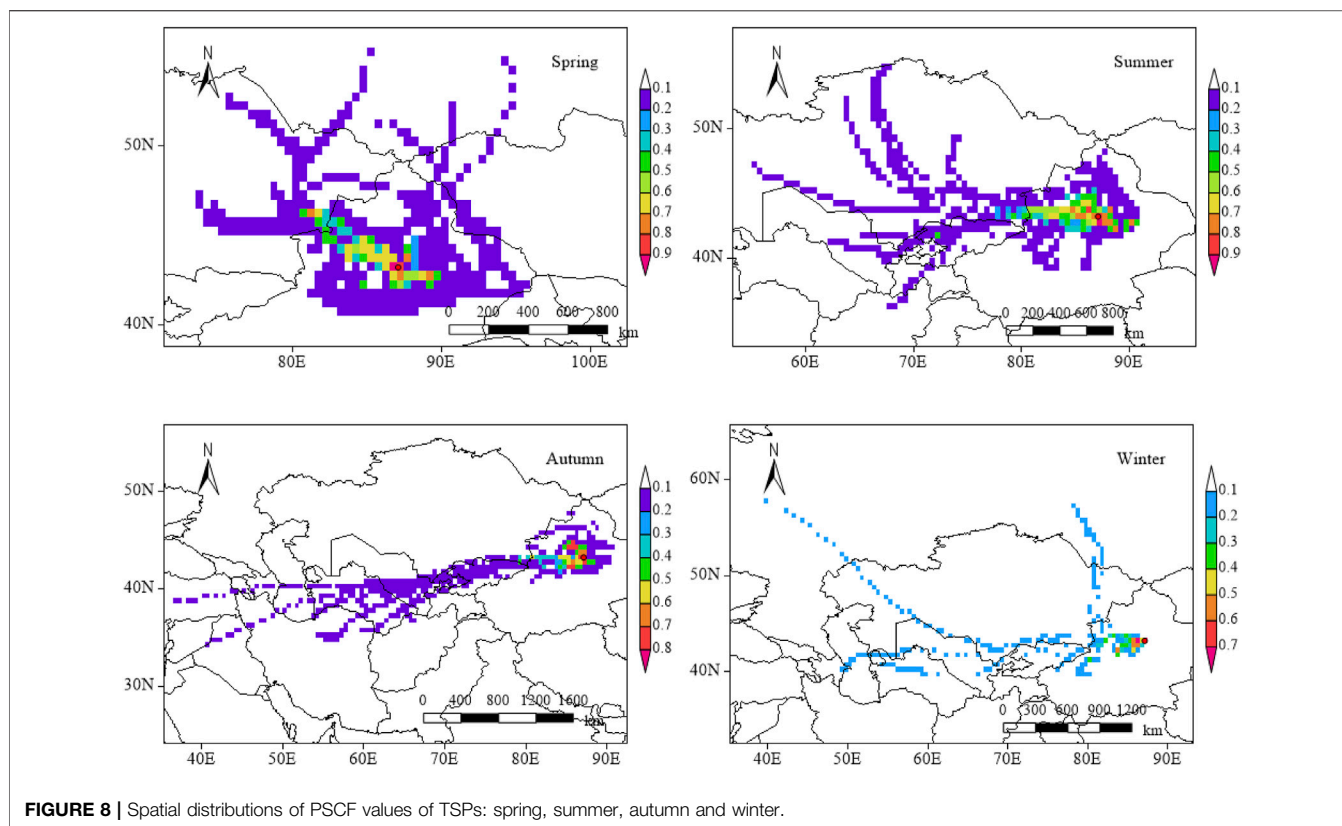 N
Spring
0.1
0.2
0.3
0.4
0.5
0.6
0.7
0.8
0.9
50N
40N
0 200 400 600 800
km
80E 90E 100E
N
Summer
0.1
0.2
0.3
0.4
0.5
0.6
0.7
0.8
0.9
50N
40N
0 200 400 600 800
km
60E 70E 80E 90E
N
Autumn
0.1
0.2
0.3
0.4
0.5
0.6
0.7
0.8
50N
40N
30N
0 400 800 1200 1600
km
40E 50E 60E 70E 80E 90E
N
Winter
0.1
0.2
0.3
0.4
0.5
0.6
0.7
60N
50N
40N
0 300 600 900 1200
km
40E 50E 60E 70E 80E 90E
FIGURE 8 | Spatial distributions of PSCF values of TSPs: spring, summer, autumn and winter.